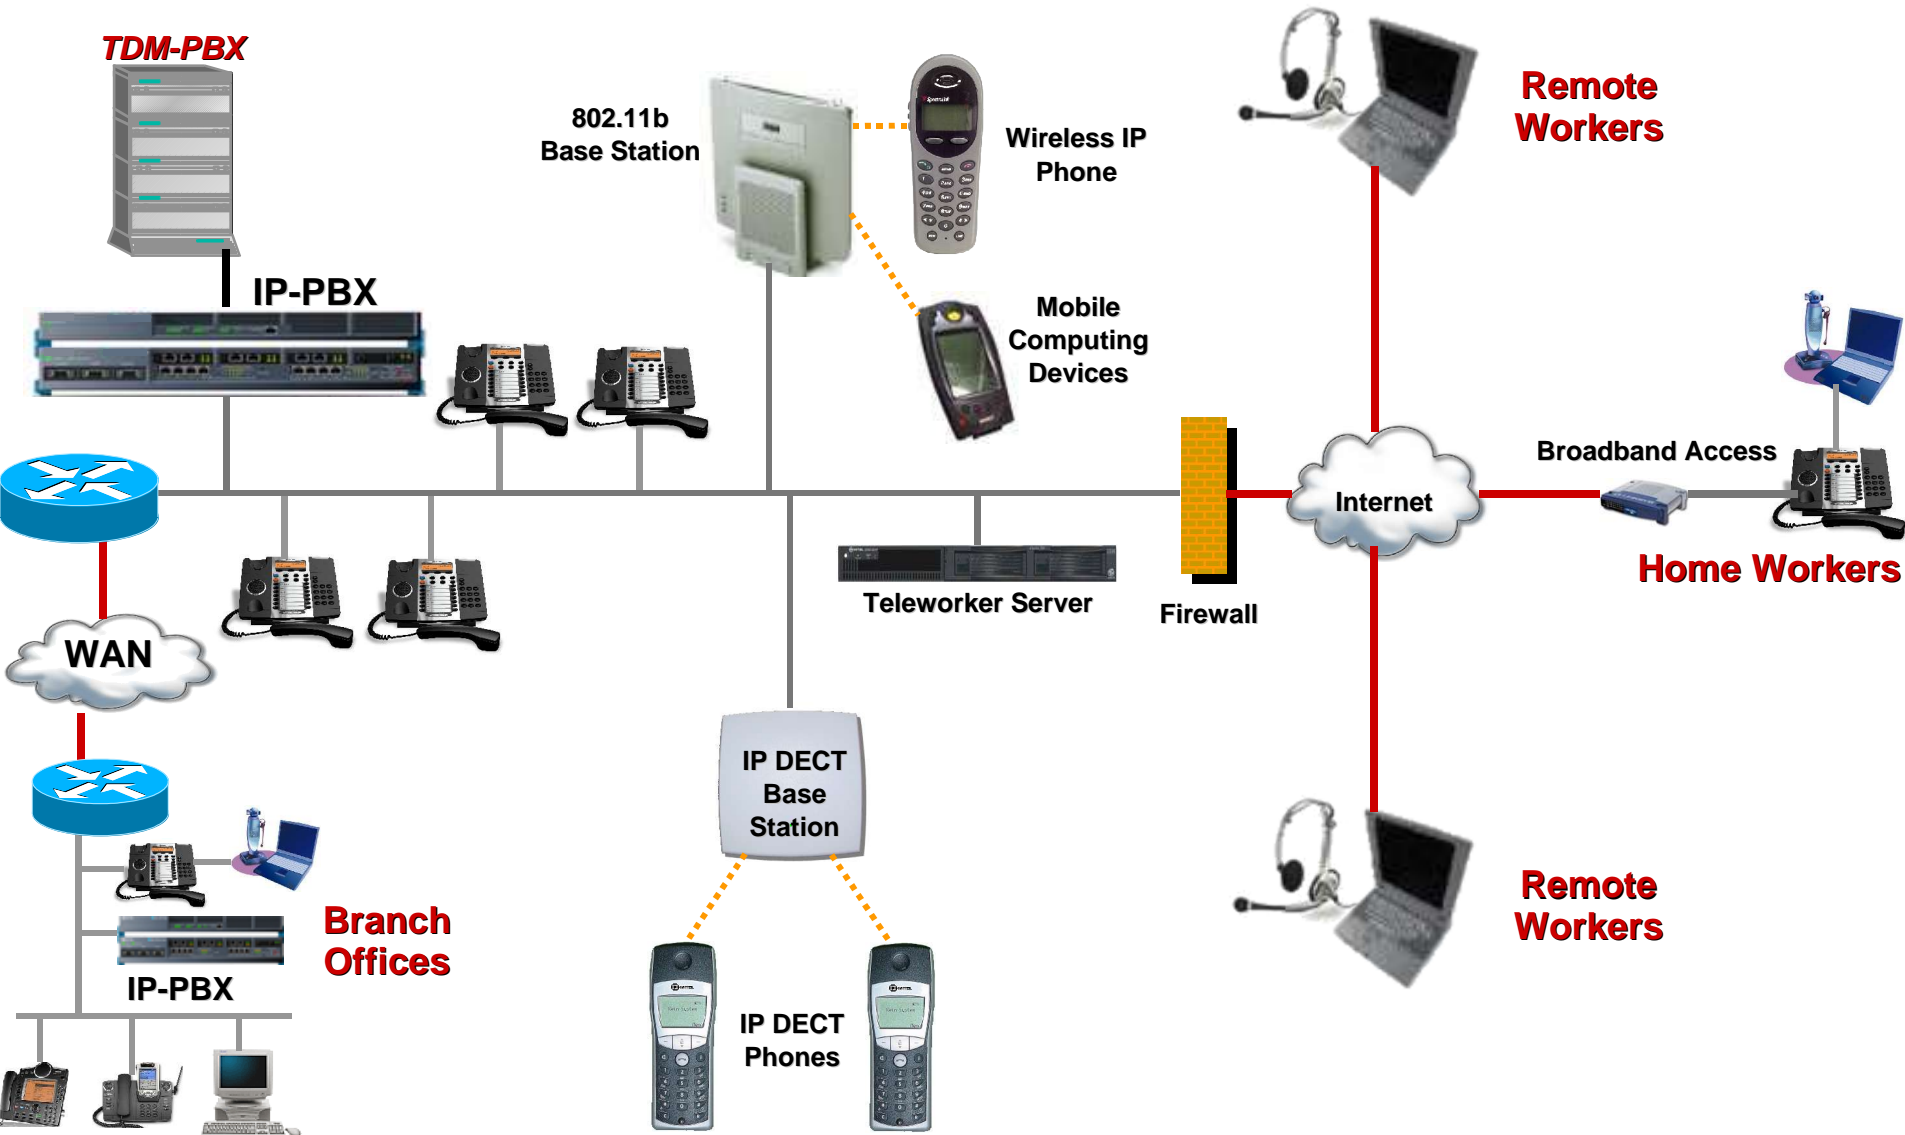 TDM-PBX
IP-PBX
802.11b
Base Station
Wireless IP
Phone
Mobile
Computing
Devices
Remote
Workers
Broadband Access
Internet
Home Workers
Teleworker Server
Firewall
WAN
IP DECT
Base
Station
Branch
Offices
IP-PBX
IP DECT
Phones
Remote
Workers